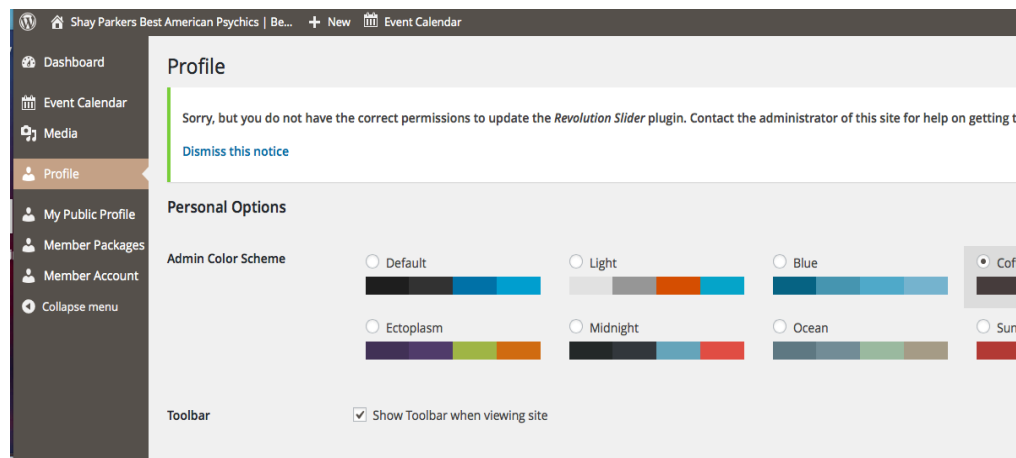 Shay Parkers Best American Psychics | Be... New Event Calendar
Dashboard
Event Calendar
Media
Profile
My Public Profile
Member Packages
Member Account
Collapse menu
Profile
Sorry, but you do not have the correct permissions to update the Revolution Slider plugin. Contact the administrator of this site for help on getting
Dismiss this notice
Personal Options
Admin Color Scheme
Default Light Blue
Ectoplasm Midnight Ocean
Toolbar
Show Toolbar when viewing site